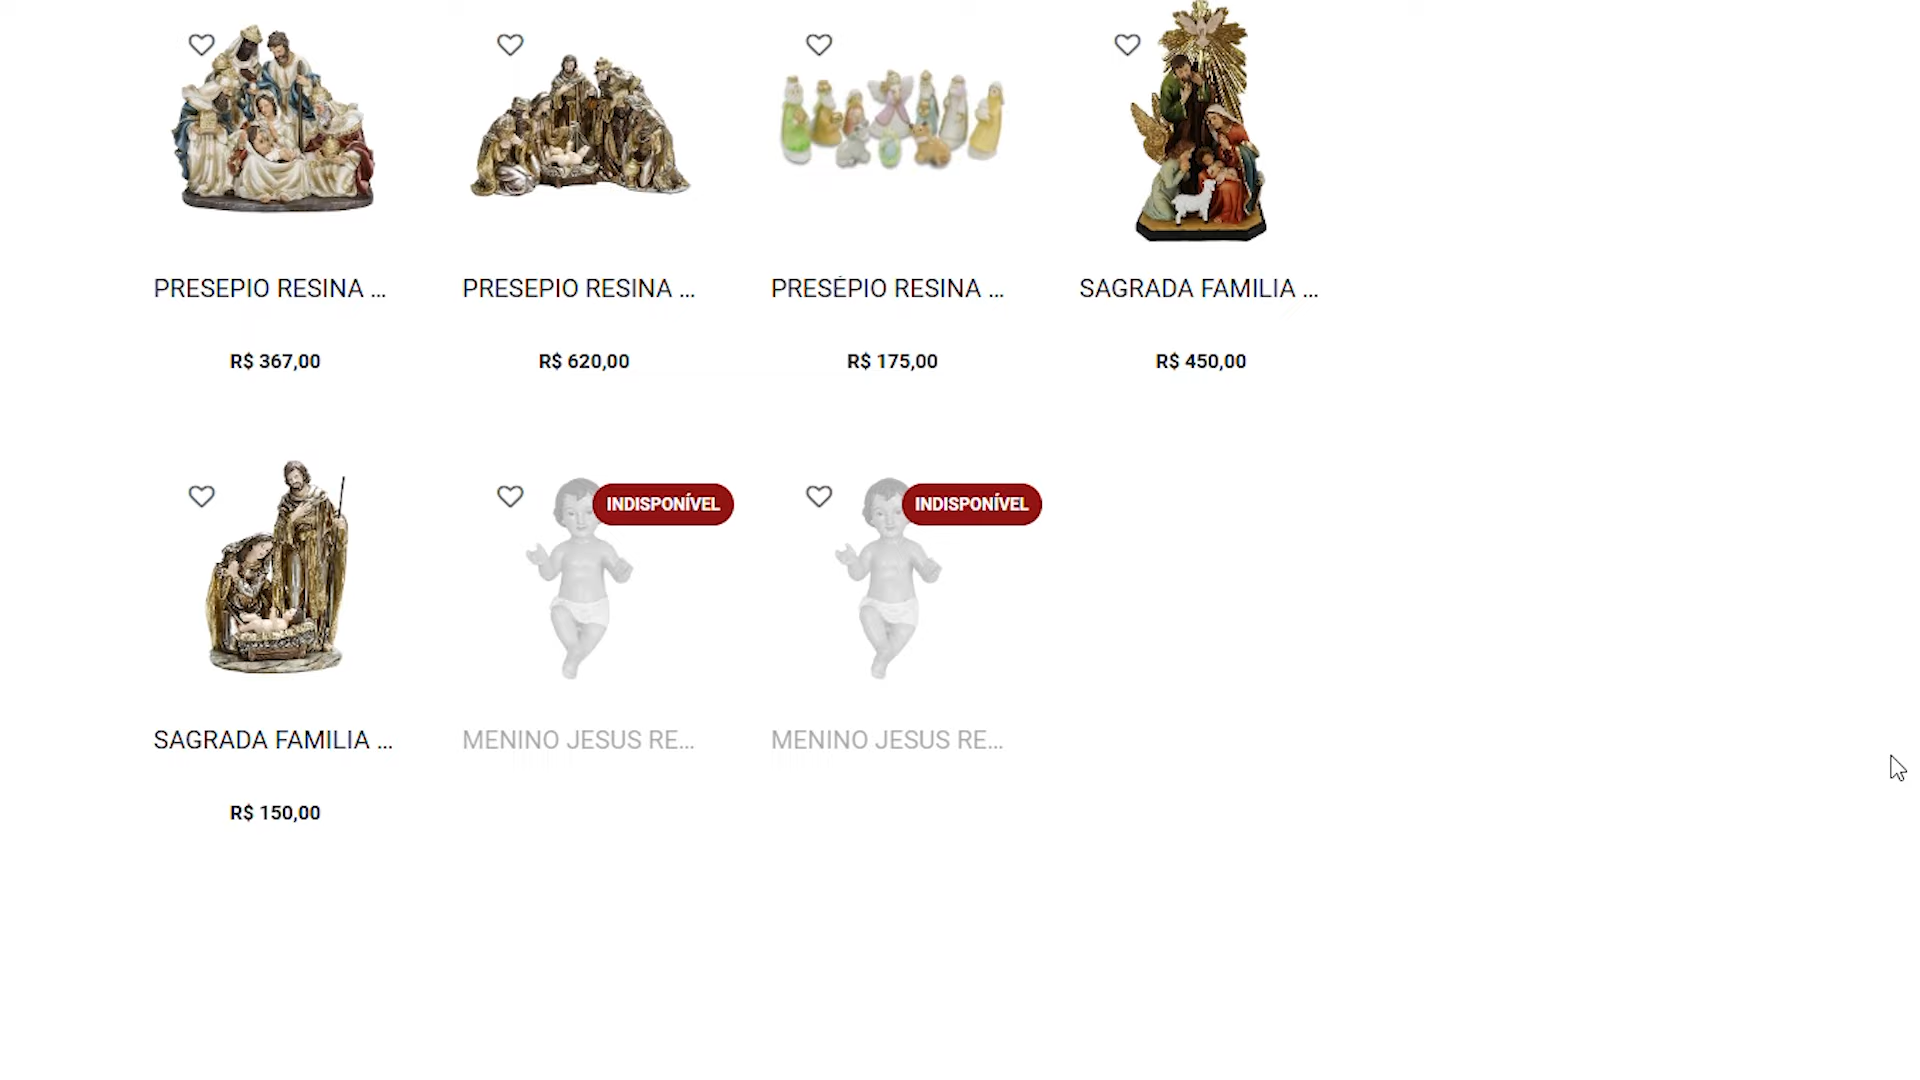 PRESEPIO RESINA ...
PRESEPIO RESINA ...
PRESÉPIO RESINA ...
SAGRADA FAMILIA ...
R$ 367,00
R$ 620,00
R$ 175,00
R$ 450,00
INDISPONÍVEL
INDISPONÍVEL
SAGRADA FAMILIA ...
MENINO JESUS RE...
MENINO JESUS RE...
R$ 150,00